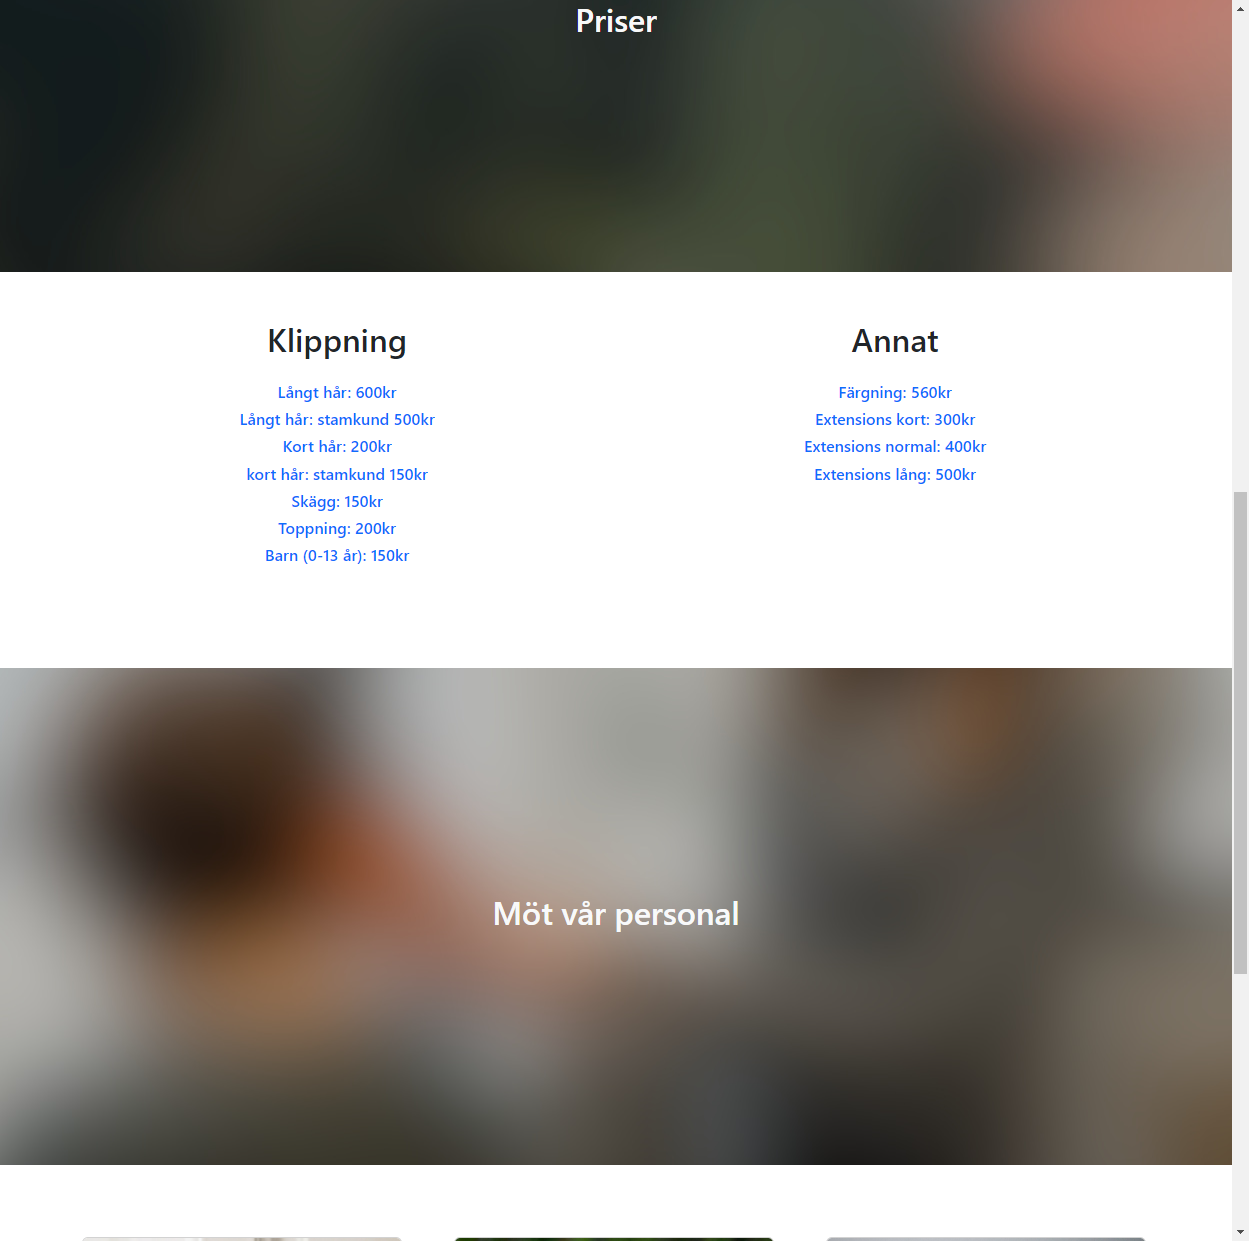 Priser
Klippning
Långt hår: 600kr
Långt hår: stamkund 500kr
Kort hår: 200kr
kort hår: stamkund 150kr
Skägg: 150kr
Toppning: 200kr
Barn (0-13 år): 150kr
Annat
Färgning: 560kr
Extensions kort: 300kr
Extensions normal: 400kr
Extensions lång: 500kr
Möt vår personal